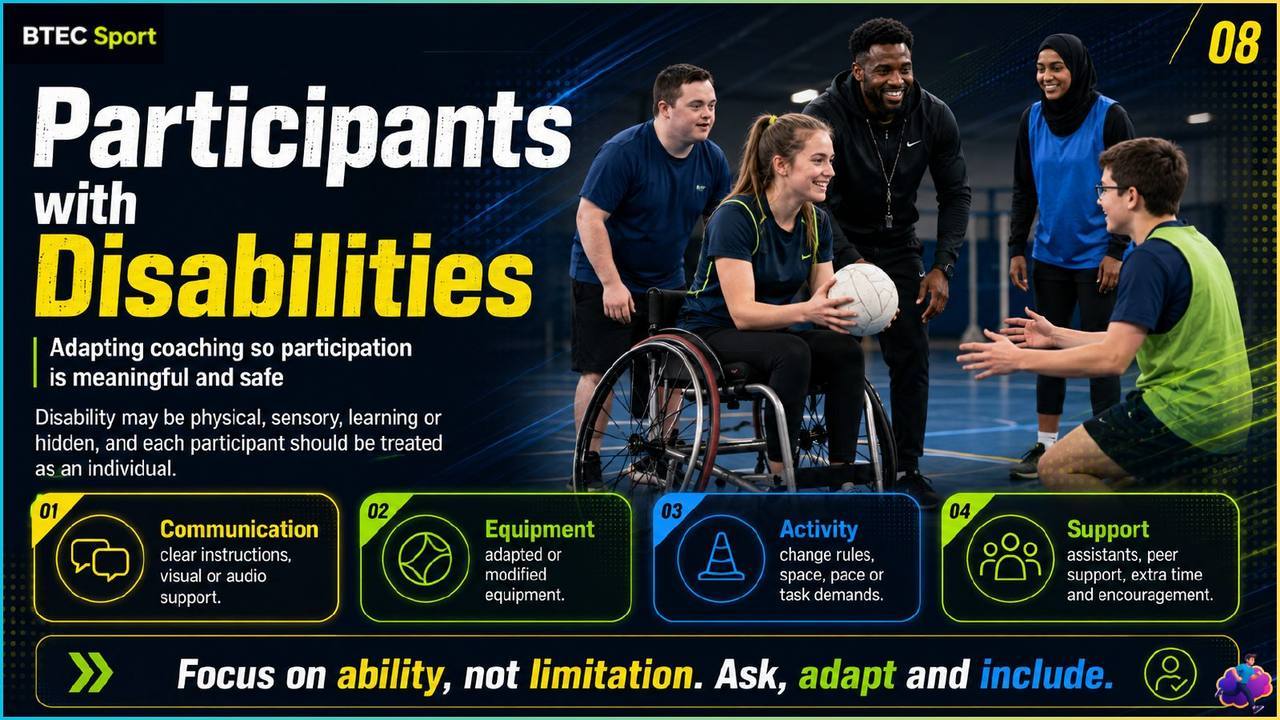 BTEC Sport
08
Participants
with
Disabilities
Adapting coaching so participation
is meaningful and safe
Disability may be physical, sensory, learning or
hidden, and each participant should be treated
as an individual.
01
Communication
clear instructions,
visual or audio
support.
02
Equipment
adapted or
modified
equipment.
03
Activity
change rules,
space, pace or
task demands.
04
Support
assistants, peer
support, extra time
and encouragement.
Focus on ability, not limitation. Ask, adapt and include.